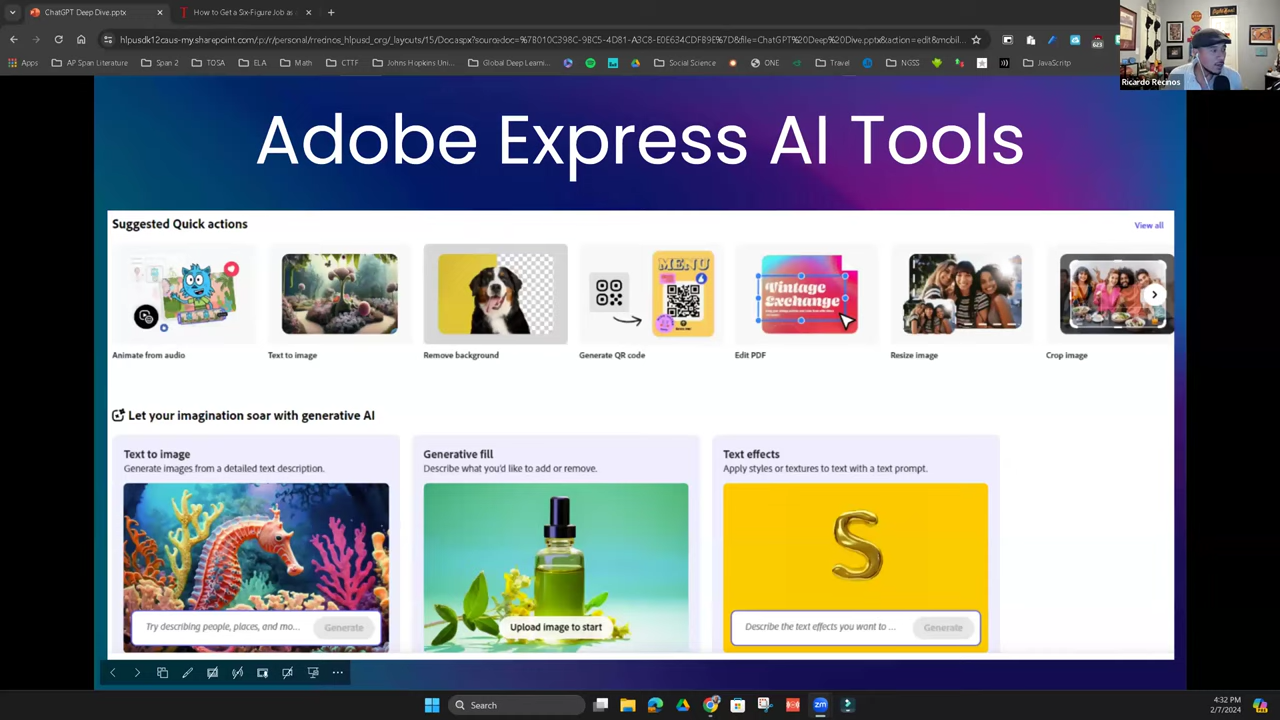 ChatGPT Deep Dive.pptx
How to Get a Six-Figure Job as
Ricardo Recinos
Apps
AP Span Literature
Span 2
TOSA
ELA
Math
CTTF
Johns Hopkins Uni...
Global Deep Learni...
Social Science
ONE
Travel
NGSS
JavaScritp
Adobe Express AI Tools
Suggested Quick actions
View all
MENU
Vintage
Exchange
Animate from audio
Text to image
Remove background
Generate QR code
Edit PDF
Resize image
Crop image
Let your imagination soar with generative AI
Text to image
Generate images from a detailed text description.
Generative fill
Describe what you'd like to add or remove.
Text effects
Apply styles or textures to text with a text prompt.
S
Try describing people, places, and mo...
Generate
Upload image to start
Describe the text effects you want to ...
Generate
Search
zm
4:32 PM
2/7/2024